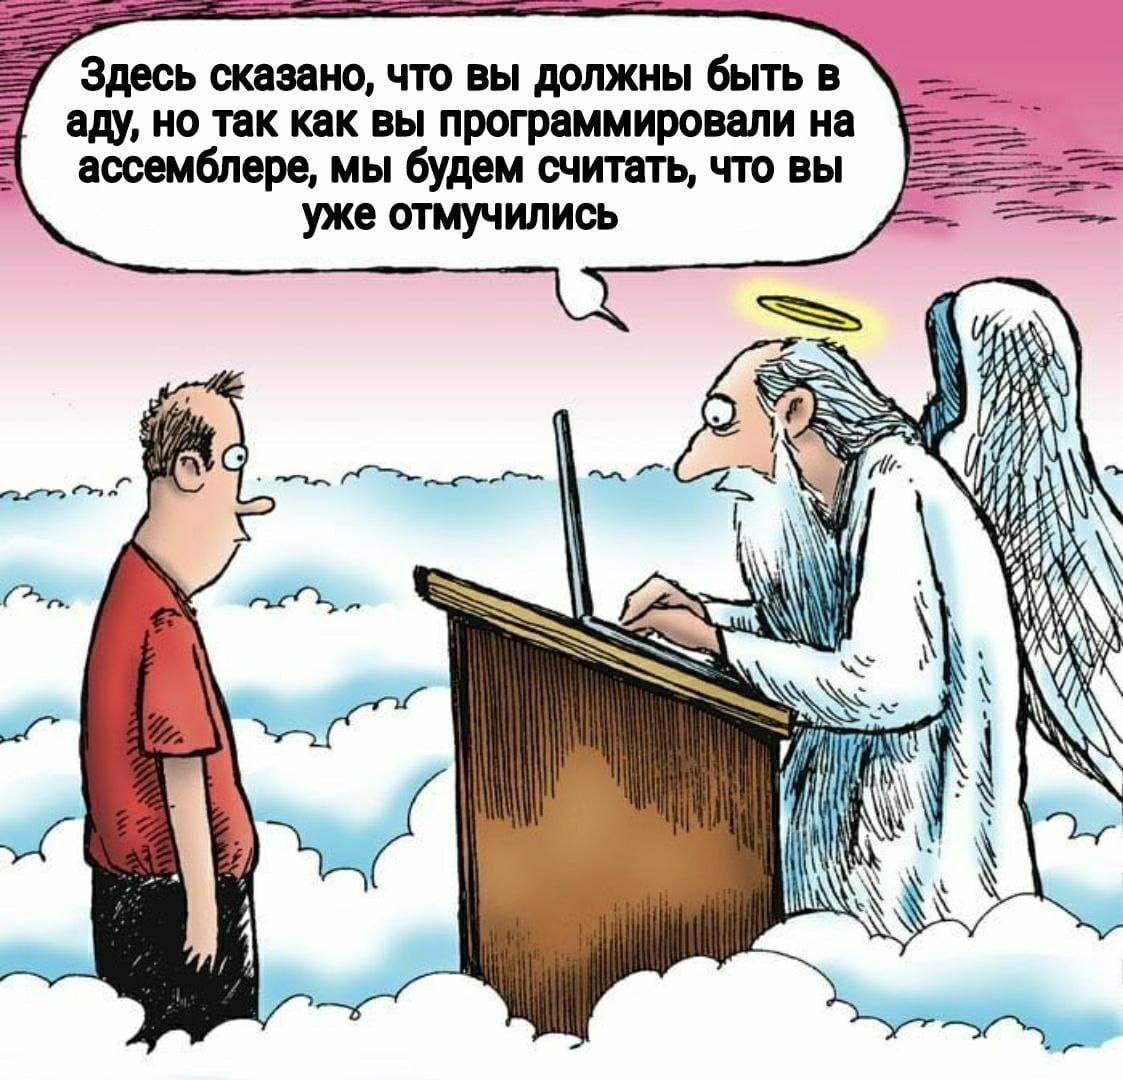 Здесь сказано, что вы должны быть в
аду, но так как вы программировали на
ассемблере, мы будем считать, что вы
уже отмучились